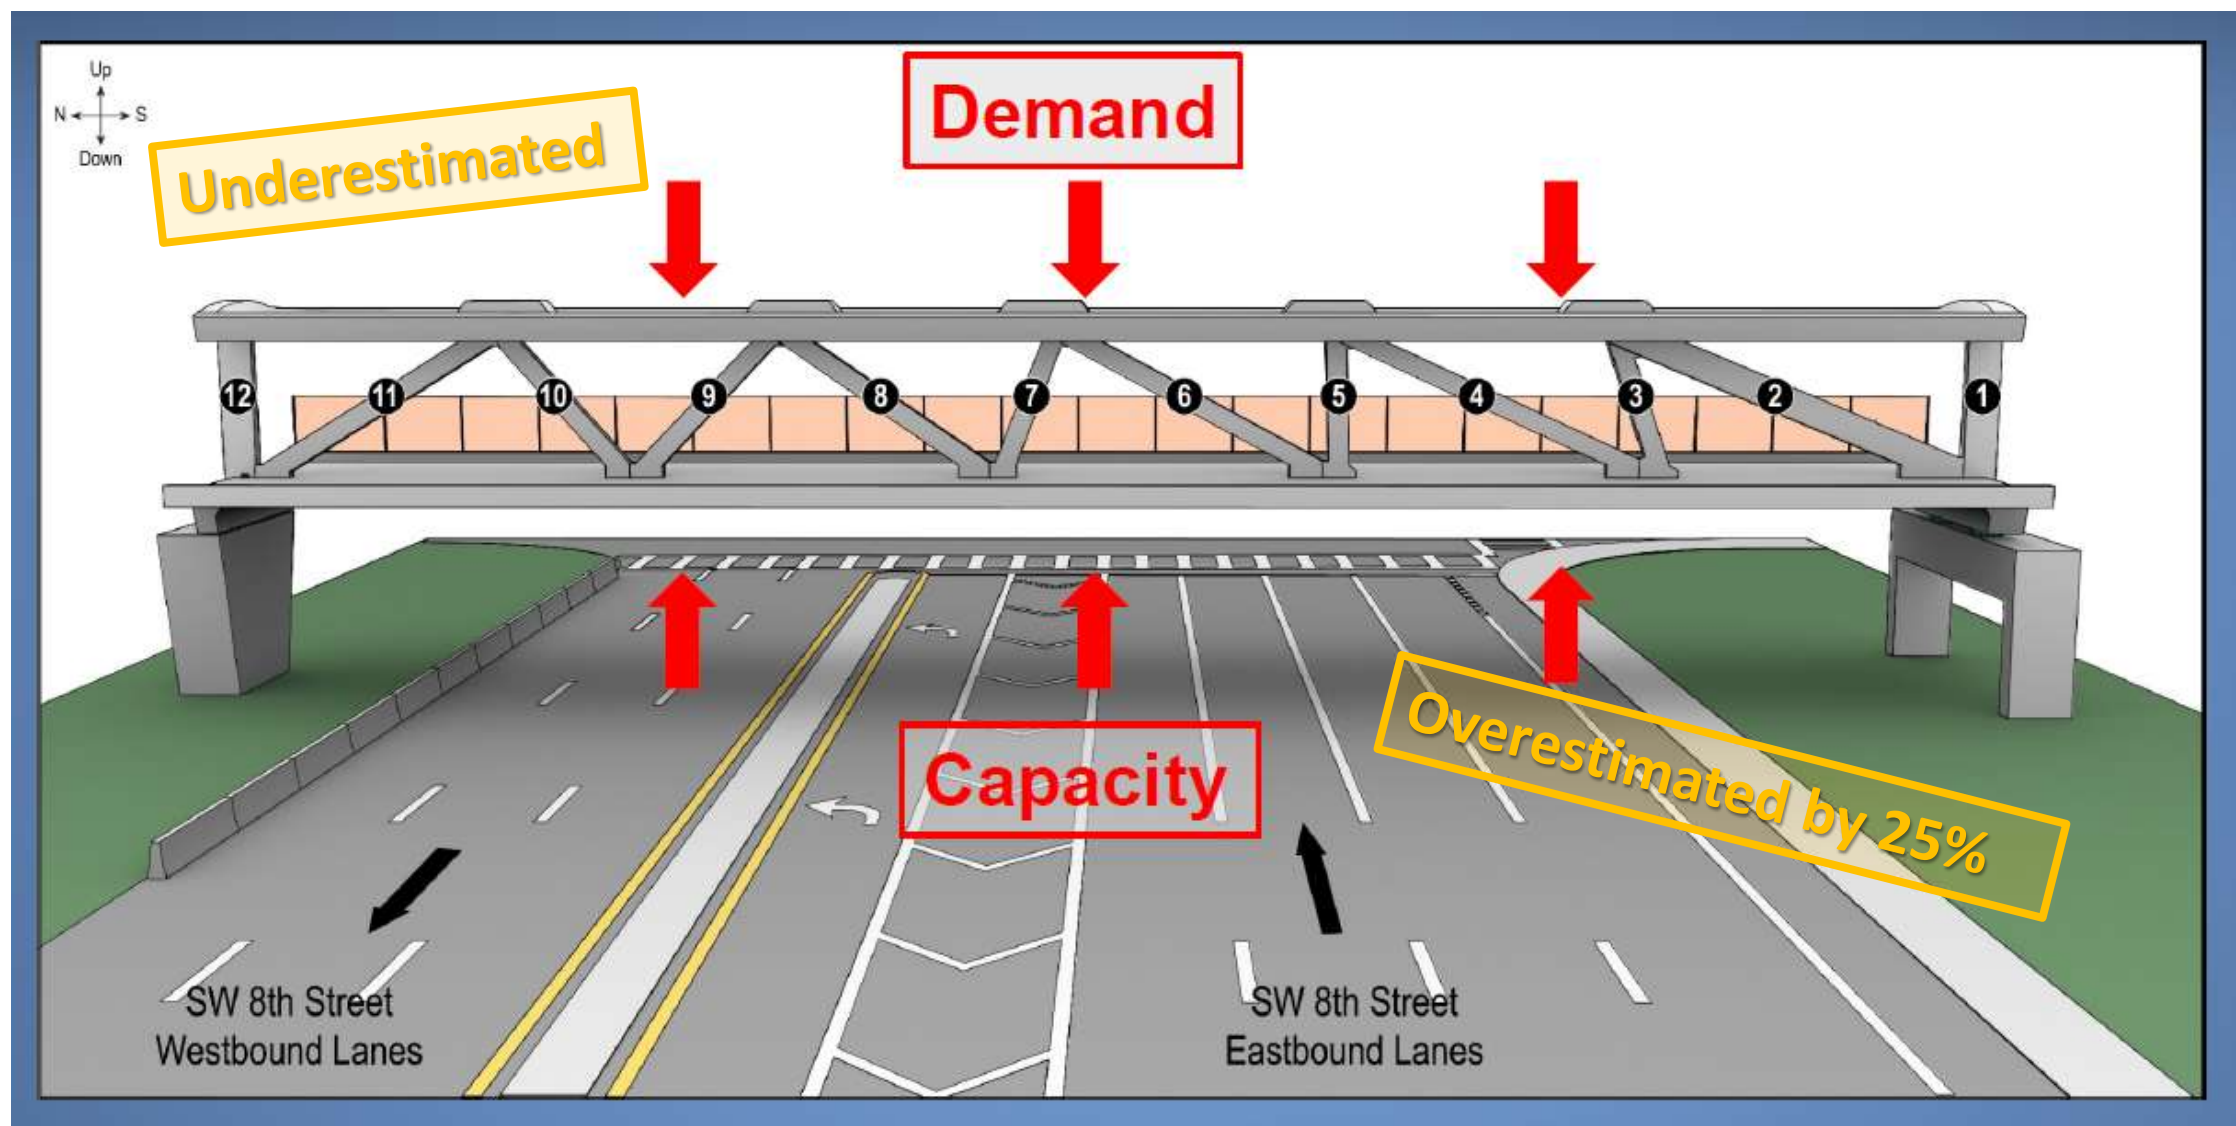 Up
N S
Down
Underestimated
Demand
12 11 10 9 8 7 6 5 4 3 2 1
Capacity
Overestimated by 25%
SW 8th Street
Westbound Lanes
SW 8th Street
Eastbound Lanes